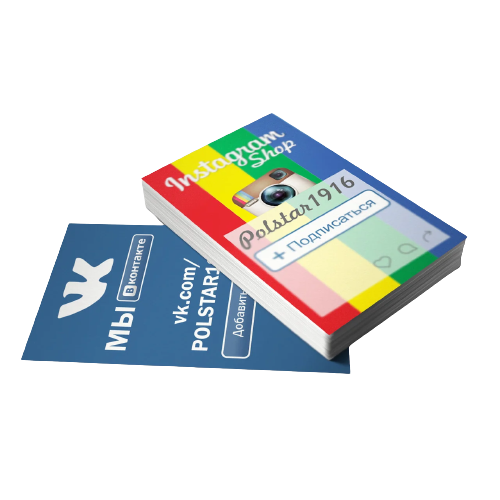 Instagram
Shop
Polstar1916
+ Подписаться
МЫ Вконтакте
vk.com/
POLSTAR1
Добавить